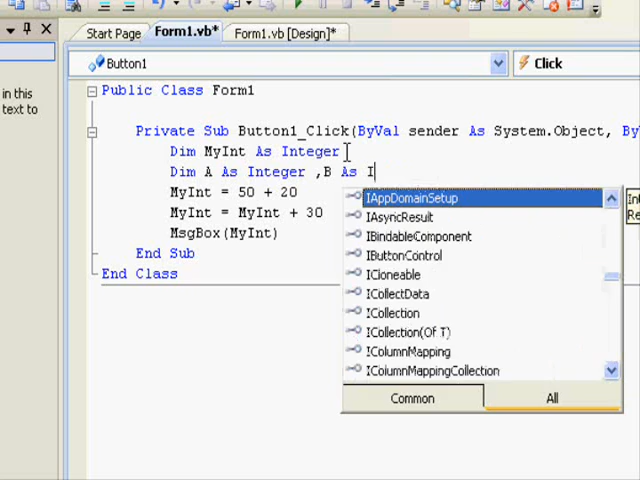 Start Page
Form1.vb*
Form1.vb [Design]*
Button1
Click
in this
text to
Public Class Form1
Private Sub Button1_Click(ByVal sender As System.Object, By
Dim MyInt As Integer
Dim A As Integer ,B As I
MyInt = 50 + 20
MyInt = MyInt + 30
MsgBox(MyInt)
End Sub
End Class
IAppDomainSetup
IAsyncResult
IBindableComponent
IButtonControl
ICloneable
ICollectData
ICollection
ICollection(Of T)
IColumnMapping
IColumnMappingCollection
Common
All
Re